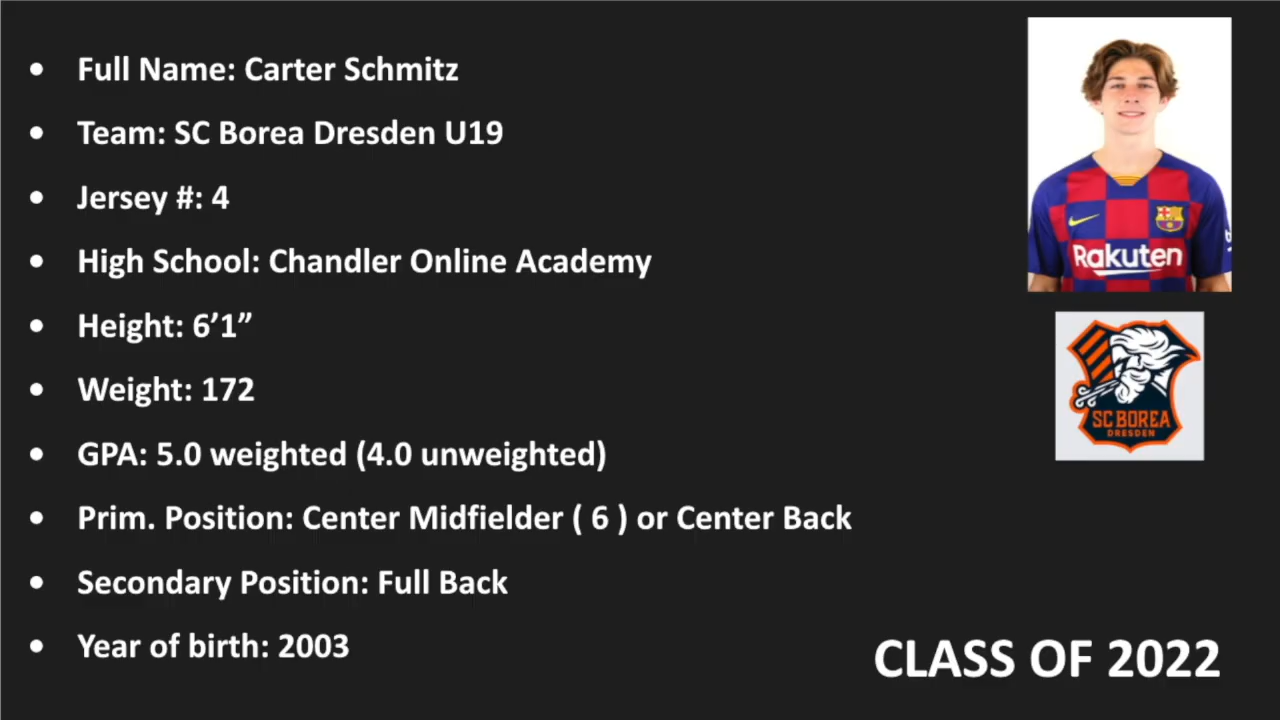 • Full Name: Carter Schmitz
• Team: SC Borea Dresden U19
• Jersey #: 4
• High School: Chandler Online Academy
• Height: 6’1”
• Weight: 172
• GPA: 5.0 weighted (4.0 unweighted)
• Prim. Position: Center Midfielder ( 6 ) or Center Back
• Secondary Position: Full Back
• Year of birth: 2003
Rakuten
SC BOREA
DRESDEN
CLASS OF 2022